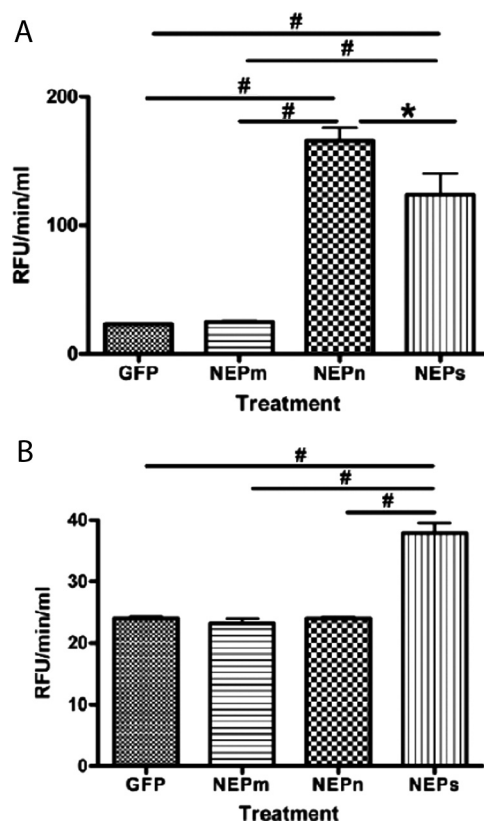 A
#
#
#
# *
200
100
0
RFU/min/ml
GFP NEPm NEPn NEPs
Treatment
B
#
#
#
40
30
20
10
0
RFU/min/ml
GFP NEPm NEPn NEPs
Treatment